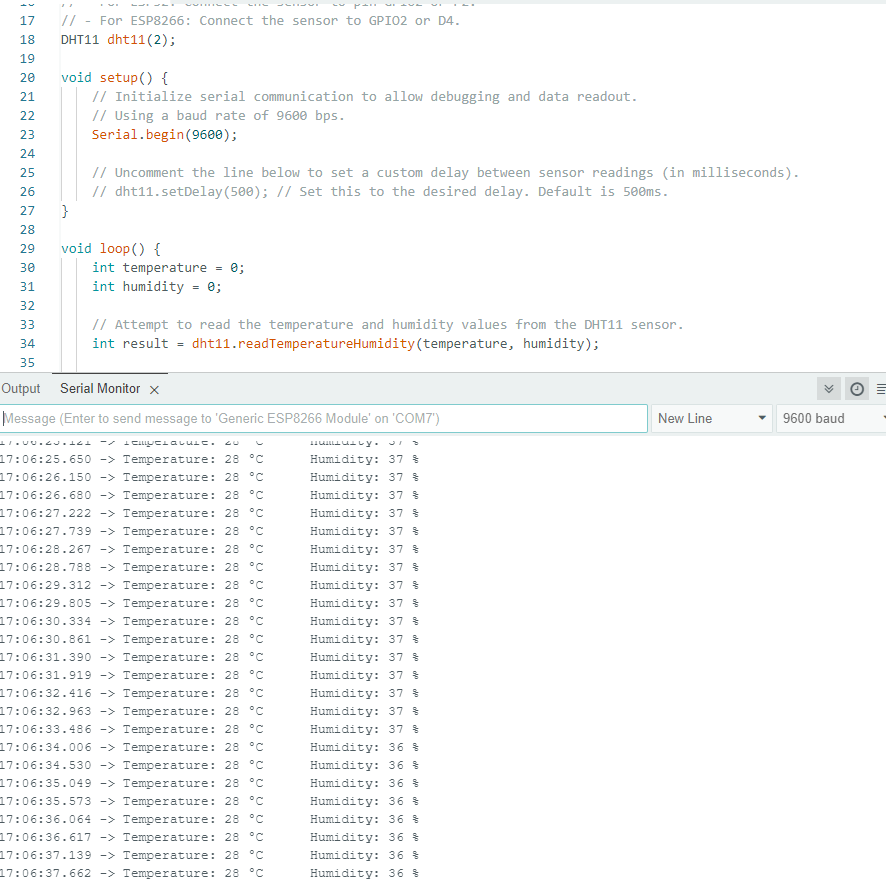 17 // - For ESP8266: Connect the sensor to GPIO2 or D4.
18 DHT11 dht11(2);
19
20 void setup() {
21 // Initialize serial communication to allow debugging and data readout.
22 // Using a baud rate of 9600 bps.
23 Serial.begin(9600);
24
25 // Uncomment the line below to set a custom delay between sensor readings (in milliseconds).
26 // dht11.setDelay(500); // Set this to the desired delay. Default is 500ms.
27 }
28
29 void loop() {
30 int temperature = 0;
31 int humidity = 0;
32
33 // Attempt to read the temperature and humidity values from the DHT11 sensor.
34 int result = dht11.readTemperatureHumidity(temperature, humidity);
35
Output Serial Monitor ×
Message (Enter to send message to 'Generic ESP8266 Module' on 'COM7') New Line 9600 baud
17:06:25.121 -> Temperature: 28 °C Humidity: 37 %
17:06:25.650 -> Temperature: 28 °C Humidity: 37 %
17:06:26.150 -> Temperature: 28 °C Humidity: 37 %
17:06:26.680 -> Temperature: 28 °C Humidity: 37 %
17:06:27.222 -> Temperature: 28 °C Humidity: 37 %
17:06:27.739 -> Temperature: 28 °C Humidity: 37 %
17:06:28.267 -> Temperature: 28 °C Humidity: 37 %
17:06:28.788 -> Temperature: 28 °C Humidity: 37 %
17:06:29.312 -> Temperature: 28 °C Humidity: 37 %
17:06:29.805 -> Temperature: 28 °C Humidity: 37 %
17:06:30.334 -> Temperature: 28 °C Humidity: 37 %
17:06:30.861 -> Temperature: 28 °C Humidity: 37 %
17:06:31.390 -> Temperature: 28 °C Humidity: 37 %
17:06:31.919 -> Temperature: 28 °C Humidity: 37 %
17:06:32.416 -> Temperature: 28 °C Humidity: 37 %
17:06:32.963 -> Temperature: 28 °C Humidity: 37 %
17:06:33.486 -> Temperature: 28 °C Humidity: 37 %
17:06:34.006 -> Temperature: 28 °C Humidity: 36 %
17:06:34.530 -> Temperature: 28 °C Humidity: 36 %
17:06:35.049 -> Temperature: 28 °C Humidity: 36 %
17:06:35.573 -> Temperature: 28 °C Humidity: 36 %
17:06:36.064 -> Temperature: 28 °C Humidity: 36 %
17:06:36.617 -> Temperature: 28 °C Humidity: 36 %
17:06:37.139 -> Temperature: 28 °C Humidity: 36 %
17:06:37.662 -> Temperature: 28 °C Humidity: 36 %